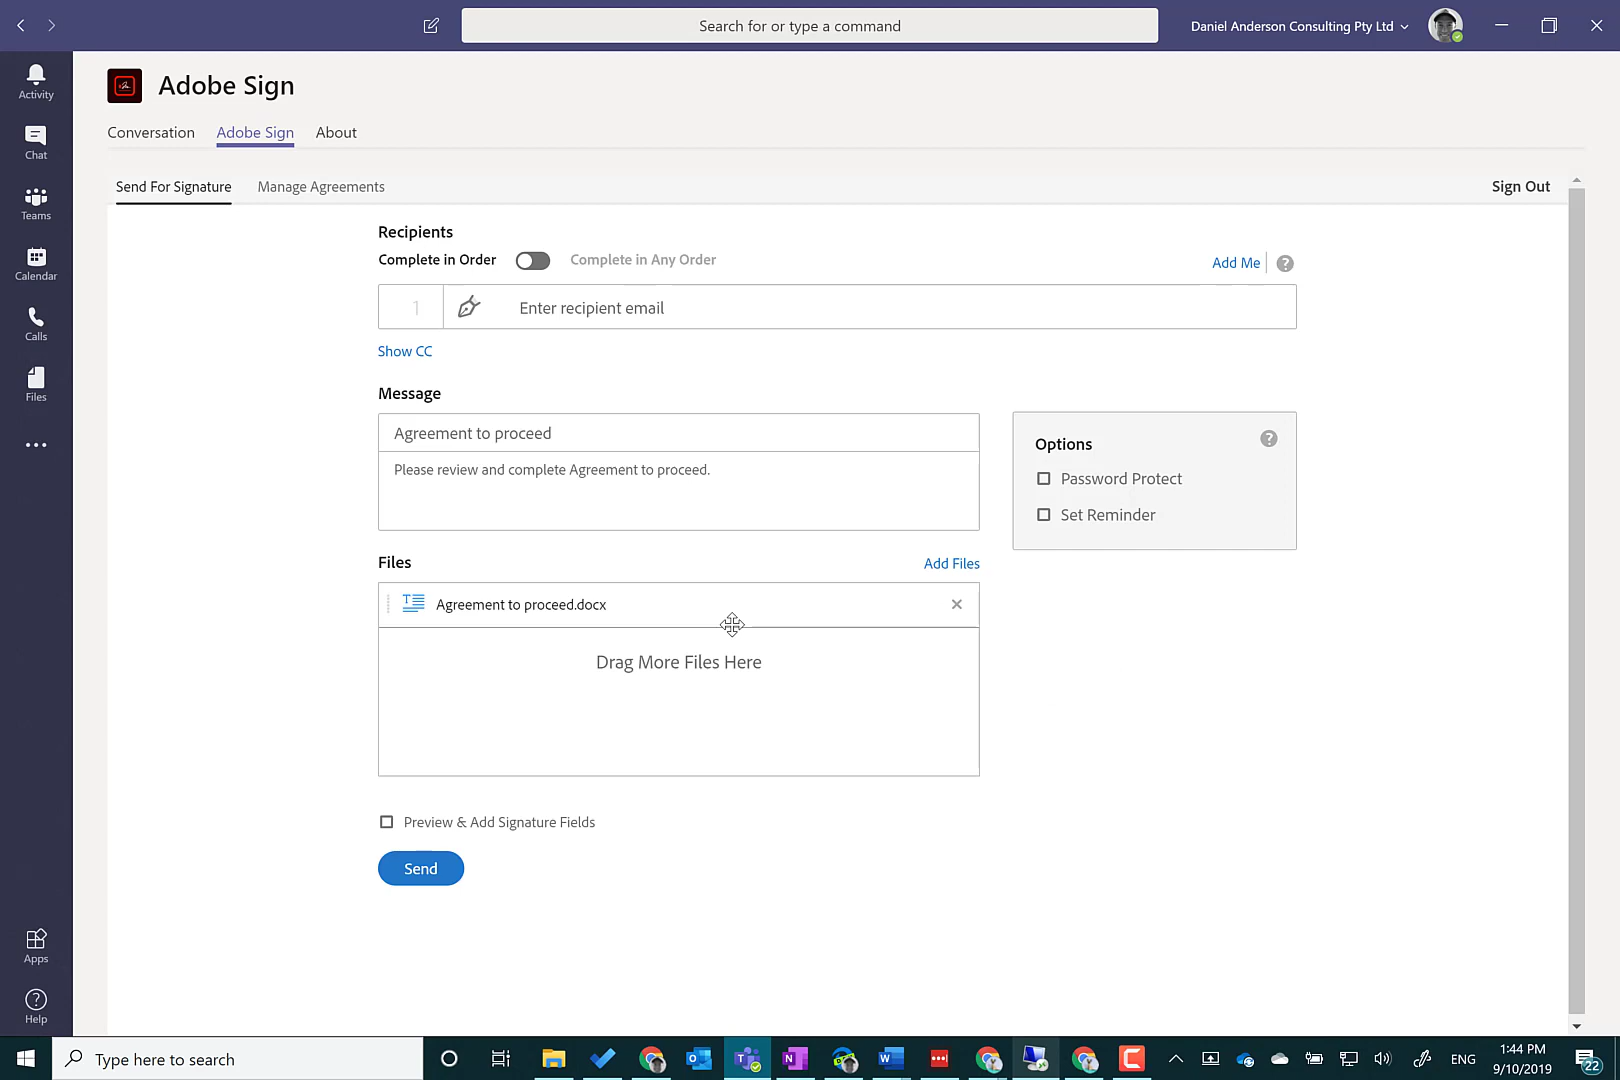 Search for or type a command
Daniel Anderson Consulting Pty Ltd
Activity
Chat
Teams
Calendar
Calls
Files
Apps
Help
Adobe Sign
Conversation Adobe Sign About
Send For Signature Manage Agreements
Sign Out
Recipients
Complete in Order Complete in Any Order
Add Me ?
1 Enter recipient email
Show CC
Message
Agreement to proceed
Please review and complete Agreement to proceed.
Options ?
Password Protect
Set Reminder
Files Add Files
Agreement to proceed.docx
Drag More Files Here
Preview & Add Signature Fields
Send
Type here to search
ENG
1:44 PM
9/10/2019
22